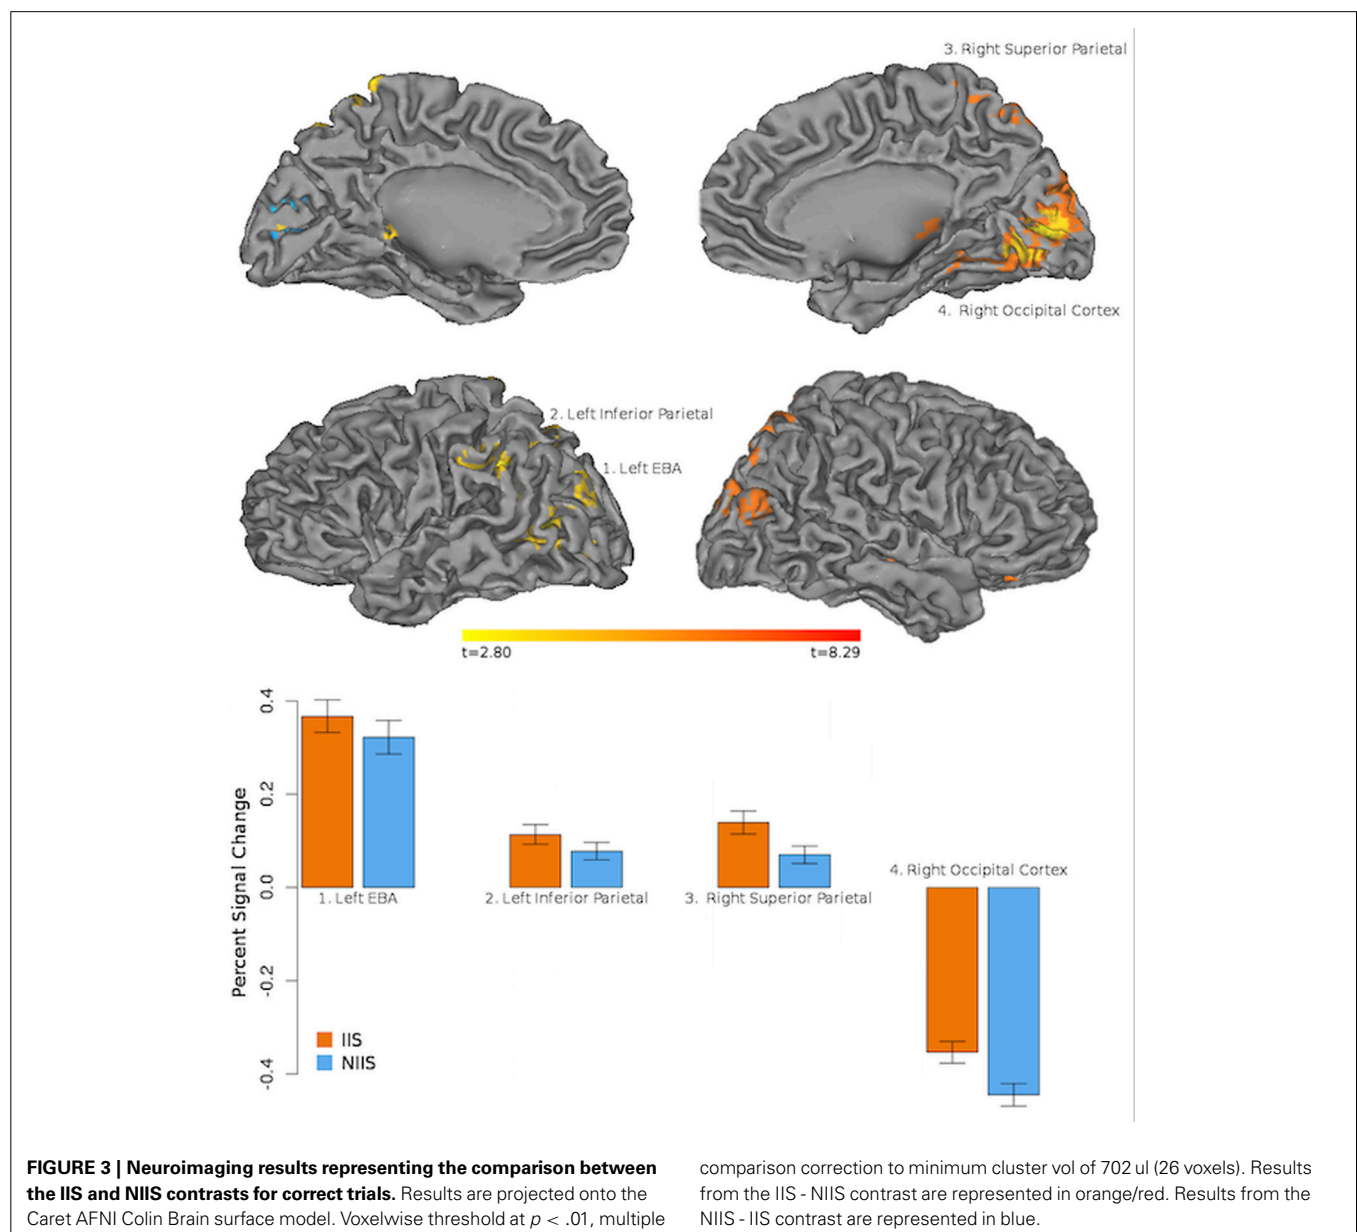 3. Right Superior Parietal
4. Right Occipital Cortex
2. Left Inferior Parietal
1. Left EBA
t=2.80
t=8.29
Percent Signal Change
0.4
0.2
0.0
-0.2
-0.4
1. Left EBA
2. Left Inferior Parietal
3. Right Superior Parietal
4. Right Occipital Cortex
IIS
NIIS
FIGURE 3 | Neuroimaging results representing the comparison between
the IIS and NIIS contrasts for correct trials. Results are projected onto the
Caret AFNI Colin Brain surface model. Voxelwise threshold at p < .01, multiple
comparison correction to minimum cluster vol of 702 ul (26 voxels). Results
from the IIS - NIIS contrast are represented in orange/red. Results from the
NIIS - IIS contrast are represented in blue.